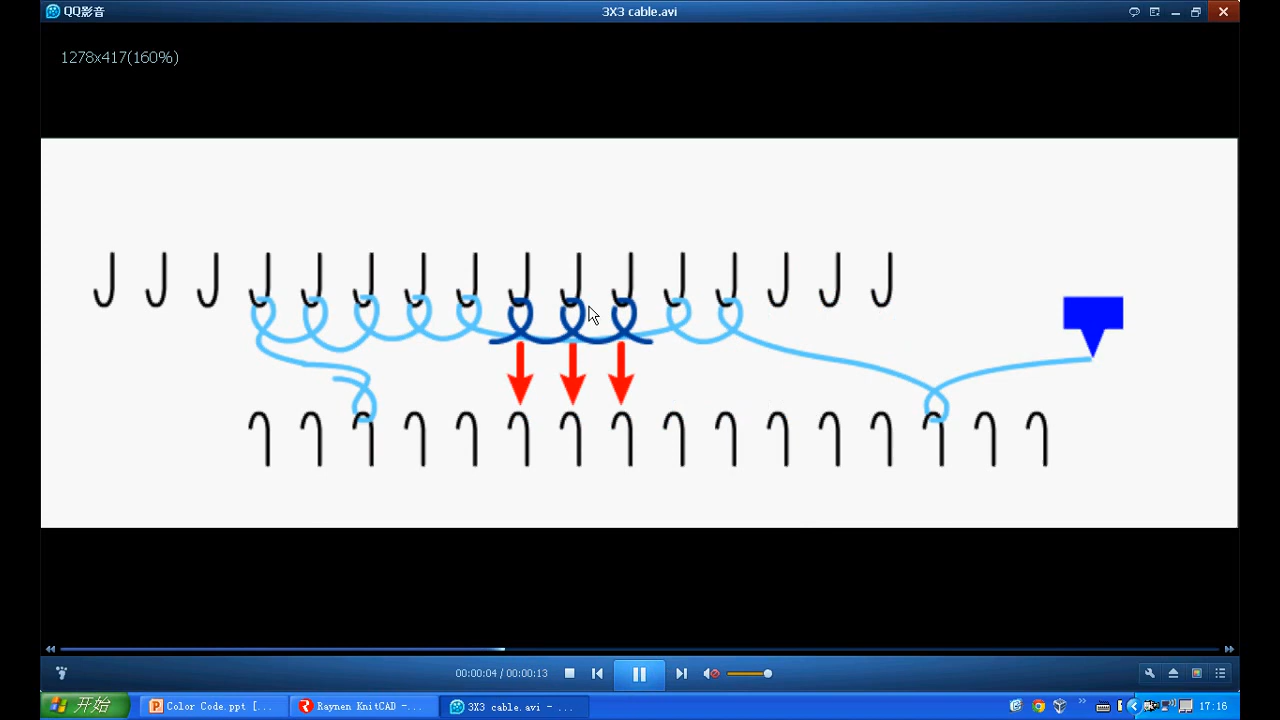 QQ影音
3X3 cable.avi
1278x417(160%)
00:00:04 / 00:00:13
开始
Color Code.ppt [...
Raynen KnitCAD -...
3X3 cable.avi - ...
17:16